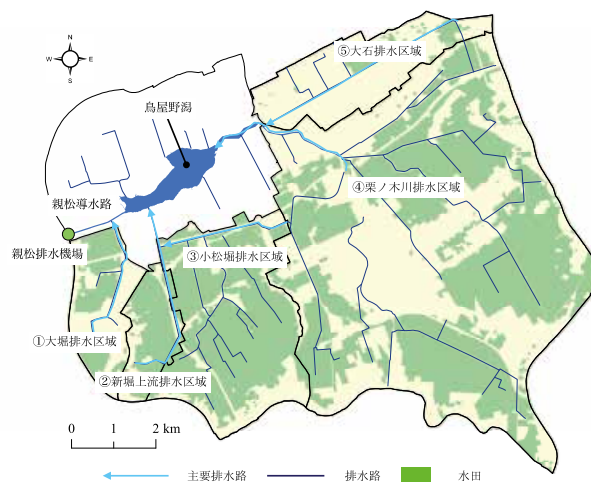 N
W E
S
⑤大石排水区域
鳥屋野潟
④栗ノ木川排水区域
親松導水路
親松排水機場
③小松堀排水区域
①大堀排水区域
②新堀上流排水区域
0 1 2 km
主要排水路 排水路 水田